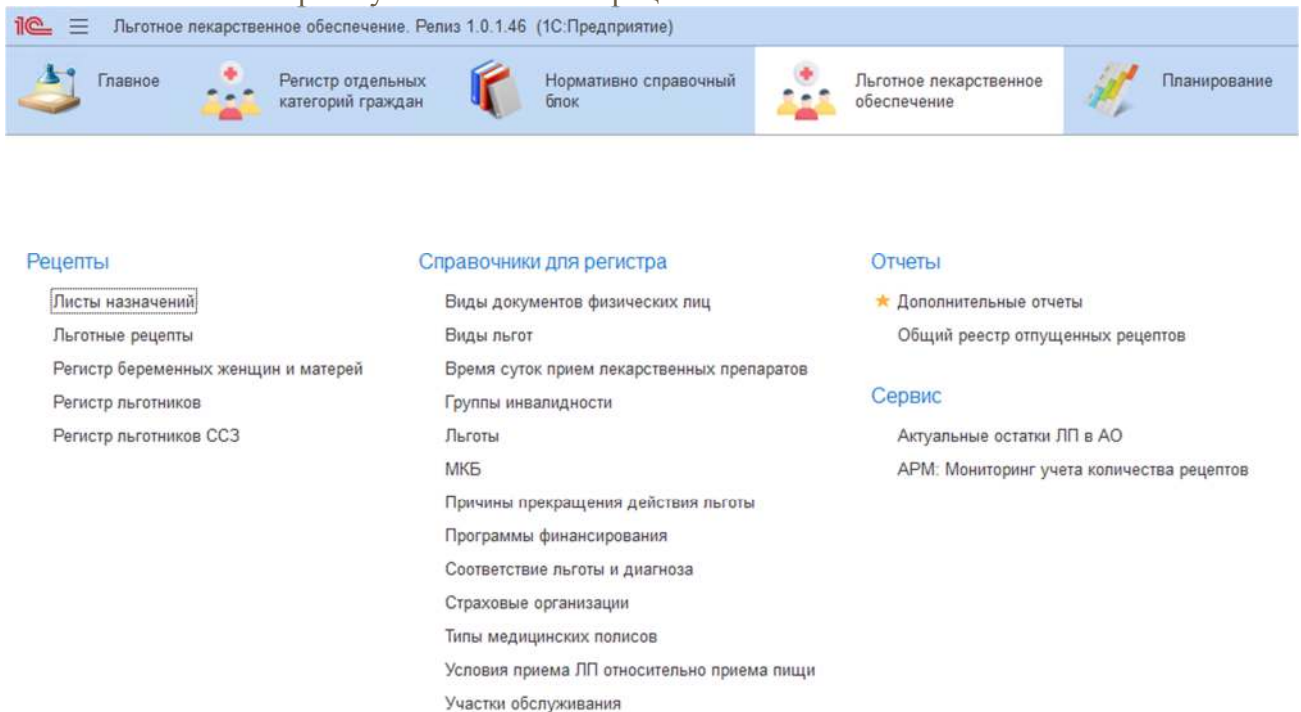 1С Льготное лекарственное обеспечение. Релиз 1.0.1.46 (1С:Предприятие)
Главное
Регистр отдельных
категорий граждан
Нормативно справочный
блок
Льготное лекарственное
обеспечение
Планирование
Рецепты
Листы назначений
Льготные рецепты
Регистр беременных женщин и матерей
Регистр льготников
Регистр льготников ССЗ
Справочники для регистра
Виды документов физических лиц
Виды льгот
Время суток прием лекарственных препаратов
Группы инвалидности
Льготы
МКБ
Причины прекращения действия льготы
Программы финансирования
Соответствие льготы и диагноза
Страховые организации
Типы медицинских полисов
Условия приема ЛП относительно приема пищи
Участки обслуживания
Отчеты
Дополнительные отчеты
Общий реестр отпущенных рецептов
Сервис
Актуальные остатки ЛП в АО
АРМ: Мониторинг учета количества рецептов